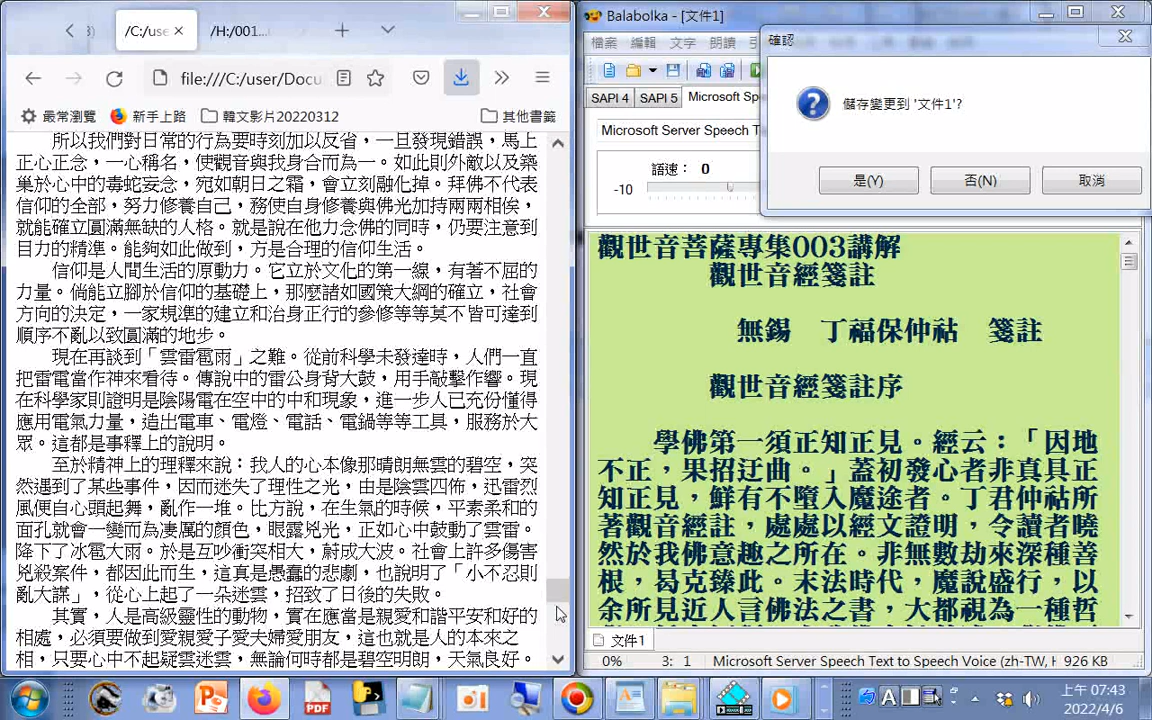 /C:/use
/H:/001...
file:///C:/user/Docu
最常瀏覽
新手上路
韓文影片20220312
其他書籤
所以我們對日常的行為要時刻加以反省，一旦發現錯誤，馬上
正心正念，一心稱名，使觀音與我身合而為一。如此則外敵以及築
巢於心中的毒蛇妄念，宛如朝日之霜，會立刻融化掉。拜佛不代表
信仰的全部，努力修養自己，務使自身修養與佛光加持兩兩相俟，
就能確立圓滿無缺的人格。就是說在他力念佛的同時，仍要注意到
目力的精準。能夠如此做到，方是合理的信仰生活。
信仰是人間生活的原動力。它立於文化的第一線，有著不屈的
力量。倘能立腳於信仰的基礎上，那麼諸如國策大綱的確立，社會
方向的決定，一家規準的建立和治身正行的參修等等莫不皆可達到
順序不亂以致圓滿的地步。
現在再談到「雲雷雹雨」之難。從前科學未發達時，人們一直
把雷電當作神來看待。傳說中的雷公身背大鼓，用手敲擊作響。現
在科學家則證明是陰陽電在空中的中和現象，進一步人已充份懂得
應用電氣力量，造出電車、電燈、電話、電鍋等等工具，服務於大
眾。這都是事釋上的說明。
至於精神上的理釋來說：我人的心本像那晴朗無雲的碧空，突
然遇到了某些事件，因而迷失了理性之光，由是陰雲四佈，迅雷烈
風便自心頭起舞，亂作一堆。比方說，在生氣的時候，平素柔和的
面孔就會一變而為淒厲的顏色，眼露兇光，正如心中鼓動了雲雷。
降下了冰雹大雨。於是互吵衝突相大，射成大波。社會上許多傷害
兇殺案件，都因此而生，這真是愚蠢的悲劇，也說明了「小不忍則
亂大謀」，從心上起了一朵迷雲，招致了日後的失敗。
其實，人是高級靈性的動物，實在應當是親愛和諧平安和好的
相處，必須要做到愛親愛子愛夫婦愛朋友，這也就是人的本來之
相，只要心中不起疑雲迷雲，無論何時都是碧空明朗，天氣良好。
Balabolka - [文件1]
檔案
編輯
文字
朗讀
SAPI 4
SAPI 5
Microsoft Sp
Microsoft Server Speech T
語速： 0
-10
確認
儲存變更到 '文件1'?
是(Y)
否(N)
取消
觀世音菩薩專集003講解
觀世音經箋註
無錫 丁福保仲祜 箋註
觀世音經箋註序
學佛第一須正知正見。經云：「因地
不正，果招迂曲。」蓋初發心者非真具正
知正見，鮮有不墮入魔途者。丁君仲祜所
著觀音經註，處處以經文證明，令讀者曉
然於我佛意趣之所在。非無數劫來深種善
根，曷克臻此。末法時代，魔說盛行，以
余所見近人言佛法之書，大都視為一種哲
文件1
0%
3: 1
Microsoft Server Speech Text to Speech Voice (zh-TW, H
926 KB
上午 07:43
2022/4/6